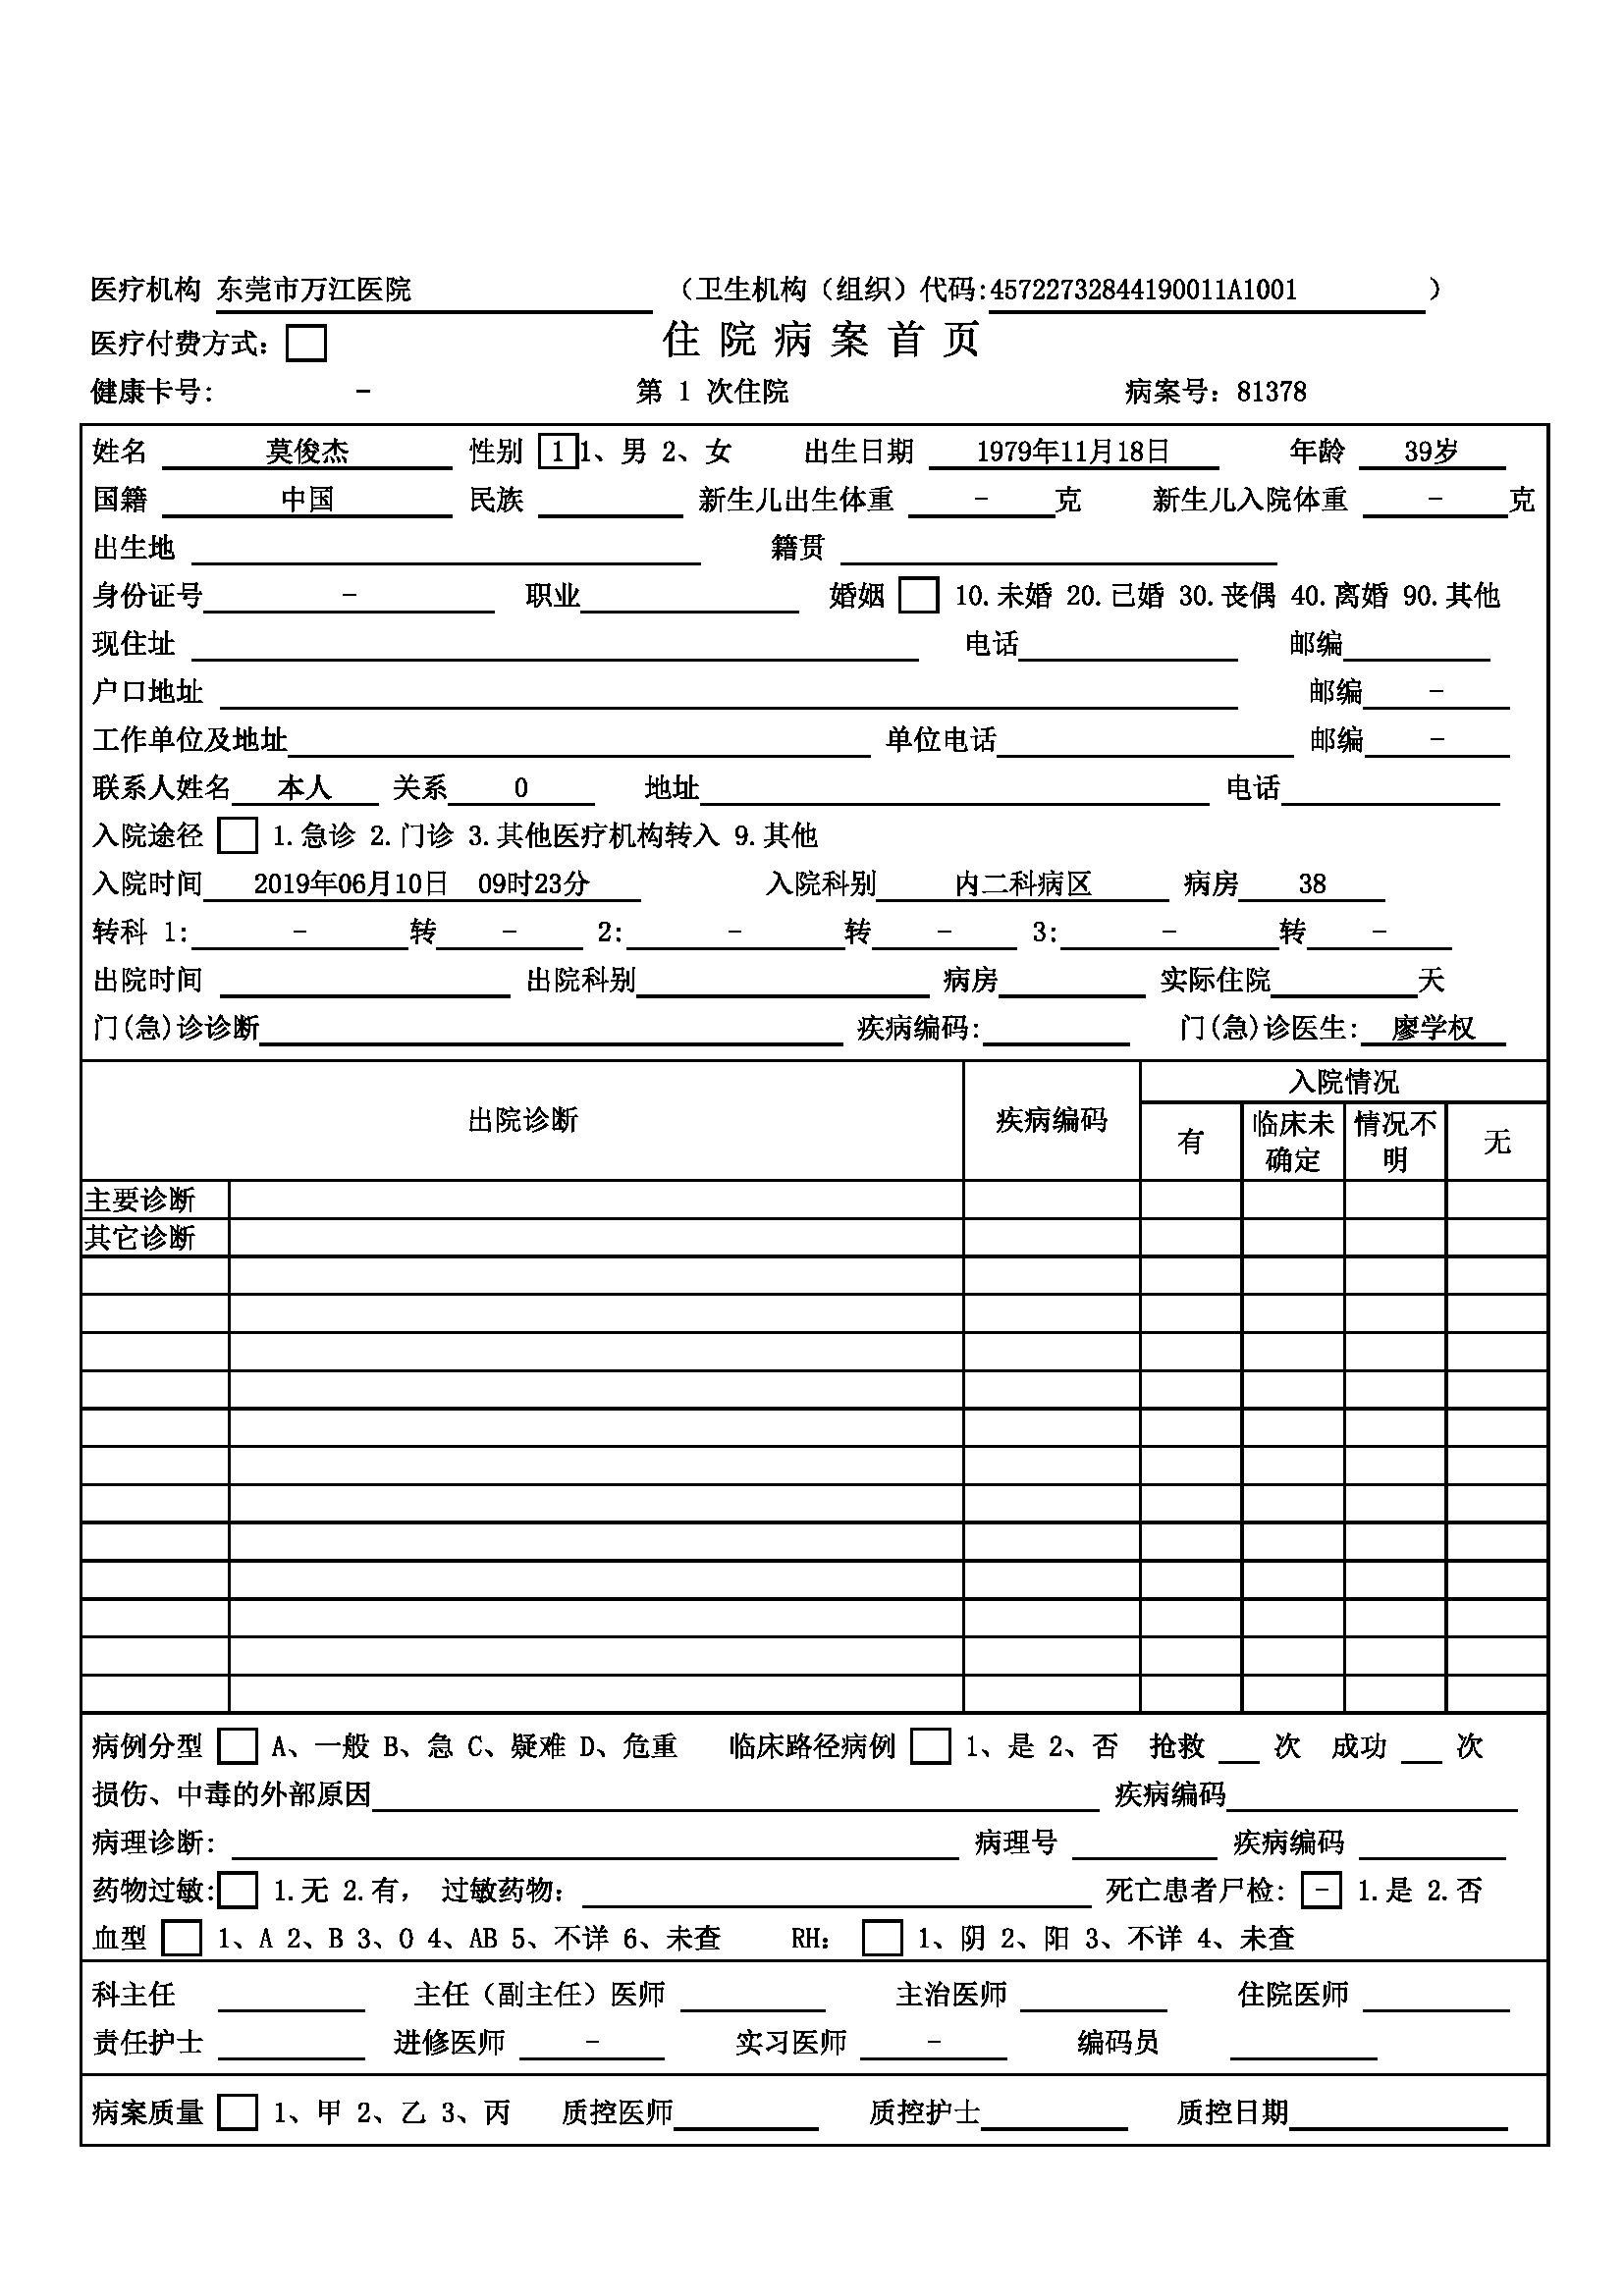 医疗机构 东莞市万江医院 （卫生机构（组织）代码:45722732844190011A1001 ）
医疗付费方式： 住院病案首页
健康卡号: - 第 1 次住院 病案号：81378
姓名 莫俊杰 性别 1 1、男 2、女 出生日期 1979年11月18日 年龄 39岁
国籍 中国 民族 新生儿出生体重 - 克 新生儿入院体重 - 克
出生地 籍贯
身份证号 - 职业 婚姻 10.未婚 20.已婚 30.丧偶 40.离婚 90.其他
现住址 电话 邮编
户口地址 邮编 -
工作单位及地址 单位电话 邮编 -
联系人姓名 本人 关系 0 地址 电话
入院途径 1.急诊 2.门诊 3.其他医疗机构转入 9.其他
入院时间 2019年06月10日 09时23分 入院科别 内二科病区 病房 38
转科 1: - 转 - 2: - 转 - 3: - 转 -
出院时间 出院科别 病房 实际住院 天
门(急)诊诊断 疾病编码: 门(急)诊医生: 廖学权
出院诊断 疾病编码 入院情况
有 临床未确定 情况不明 无
主要诊断
其它诊断
病例分型 A、一般 B、急 C、疑难 D、危重 临床路径病例 1、是 2、否 抢救 次 成功 次
损伤、中毒的外部原因 疾病编码
病理诊断: 病理号 疾病编码
药物过敏: 1.无 2.有， 过敏药物： 死亡患者尸检: - 1.是 2.否
血型 1、A 2、B 3、O 4、AB 5、不详 6、未查 RH： 1、阴 2、阳 3、不详 4、未查
科主任 主任（副主任）医师 主治医师 住院医师
责任护士 进修医师 - 实习医师 - 编码员
病案质量 1、甲 2、乙 3、丙 质控医师 质控护士 质控日期